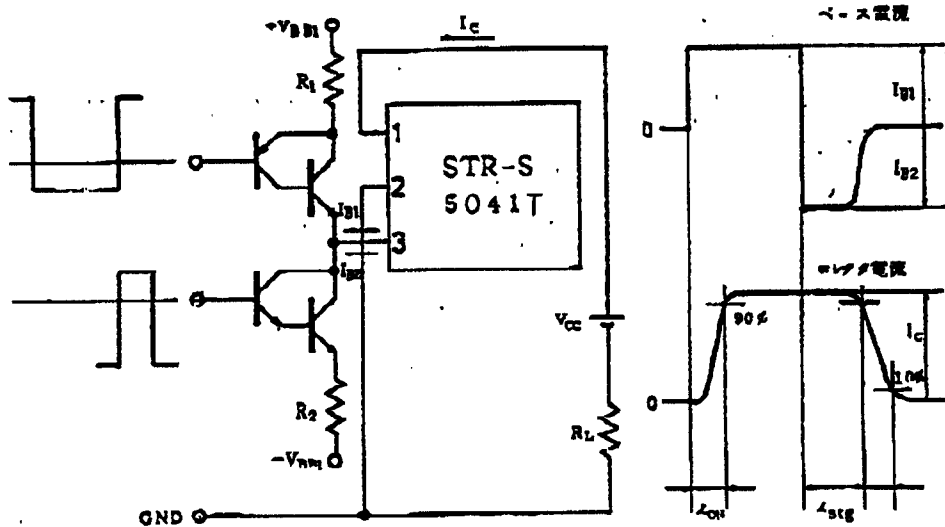 ベース電流
+VBB1
IC
R1
IB1
0
1
STR-S
5041T
2
IB2
IB1
3
IB2
コレクタ電流
90%
VCC
IC
10%
R2
0
RL
GND
tON
tstg